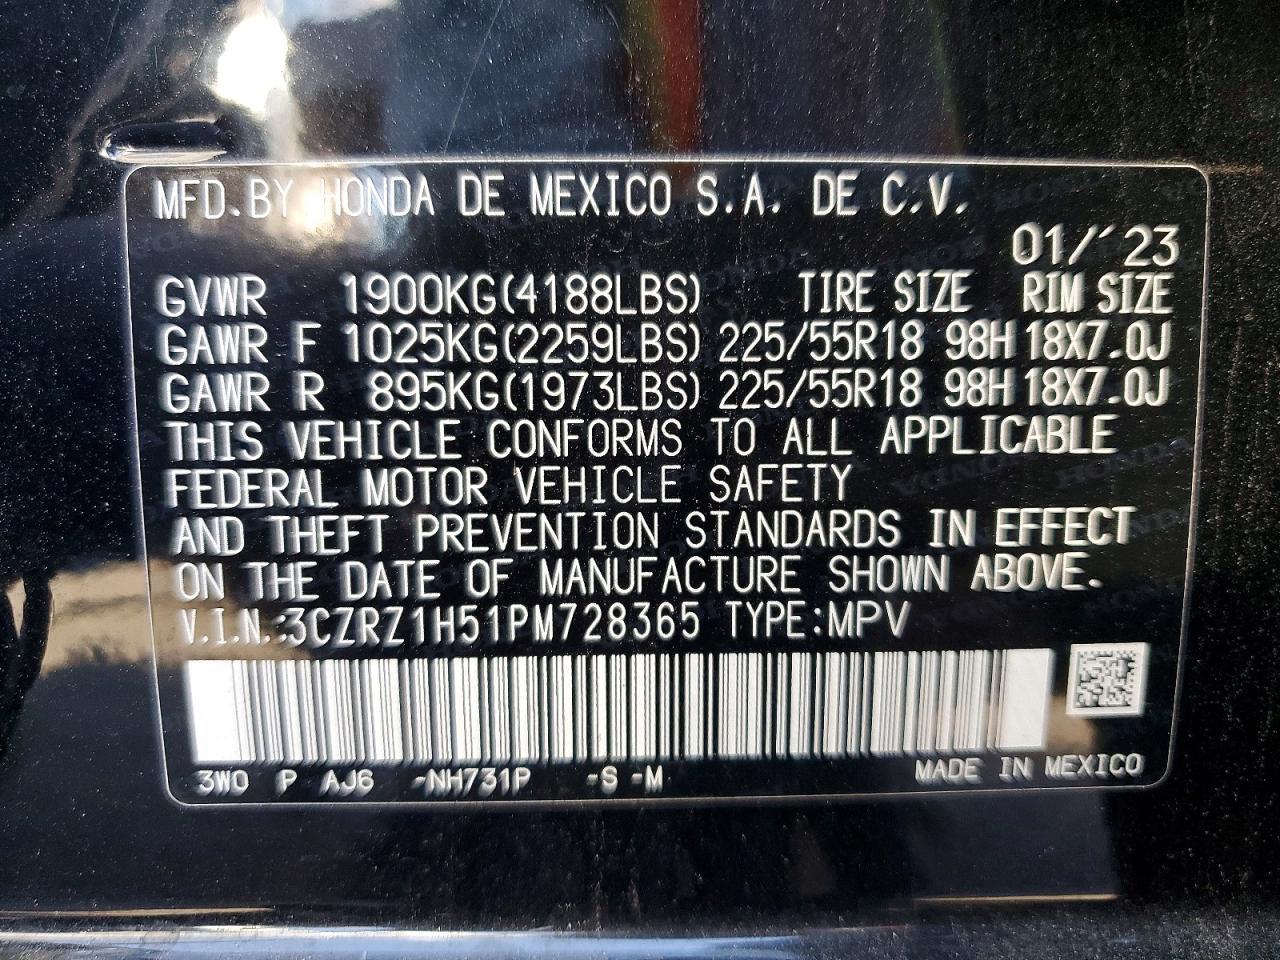 MFD.BY HONDA DE MEXICO S.A. DE C.V.
01/´23
GVWR 1900KG(4188LBS) TIRE SIZE RIM SIZE
GAWR F 1025KG(2259LBS) 225/55R18 98H 18X7.0J
GAWR R 895KG(1973LBS) 225/55R18 98H 18X7.0J
THIS VEHICLE CONFORMS TO ALL APPLICABLE
FEDERAL MOTOR VEHICLE SAFETY
AND THEFT PREVENTION STANDARDS IN EFFECT
ON THE DATE OF MANUFACTURE SHOWN ABOVE.
V.I.N.:3CZRZ1H51PM728365 TYPE:MPV
3W0 P AJ6 -NH731P -S -M MADE IN MEXICO